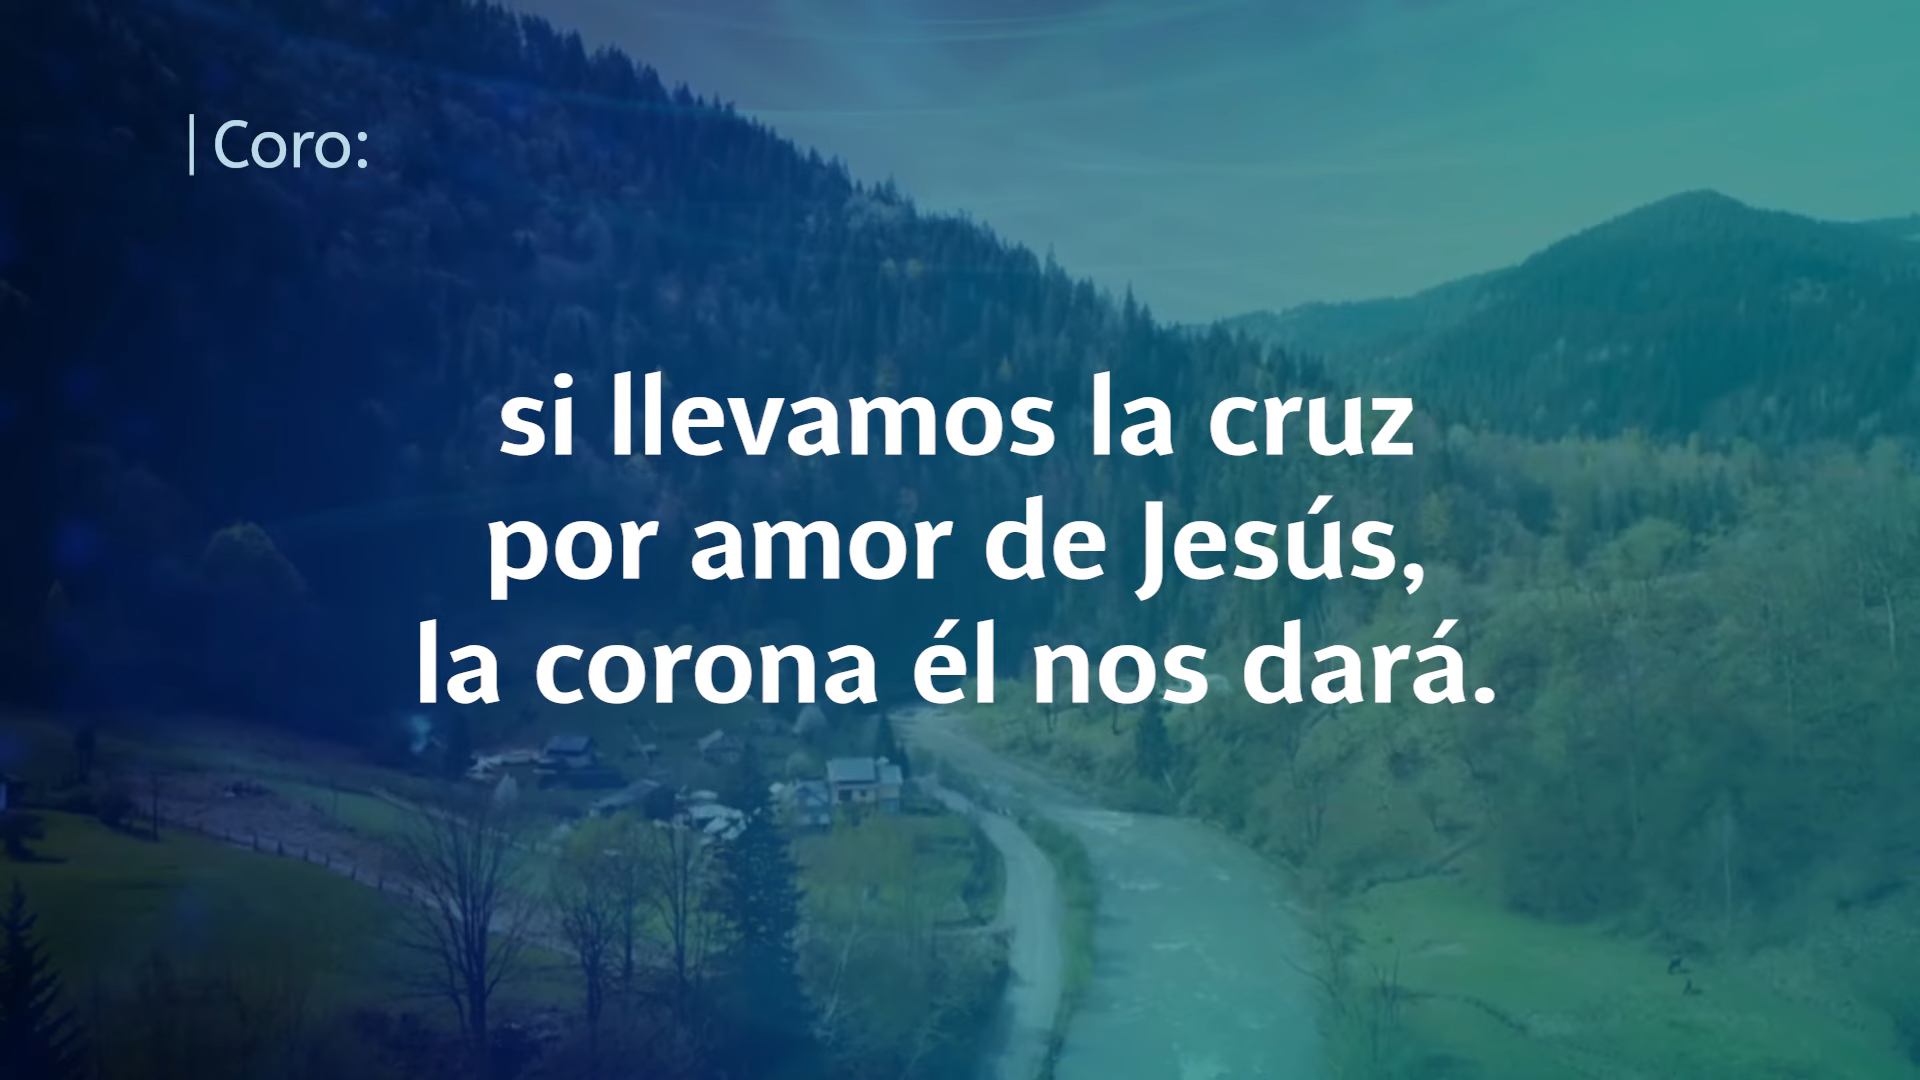 | Coro:
si llevamos la cruz
por amor de Jesús,
la corona él nos dará.